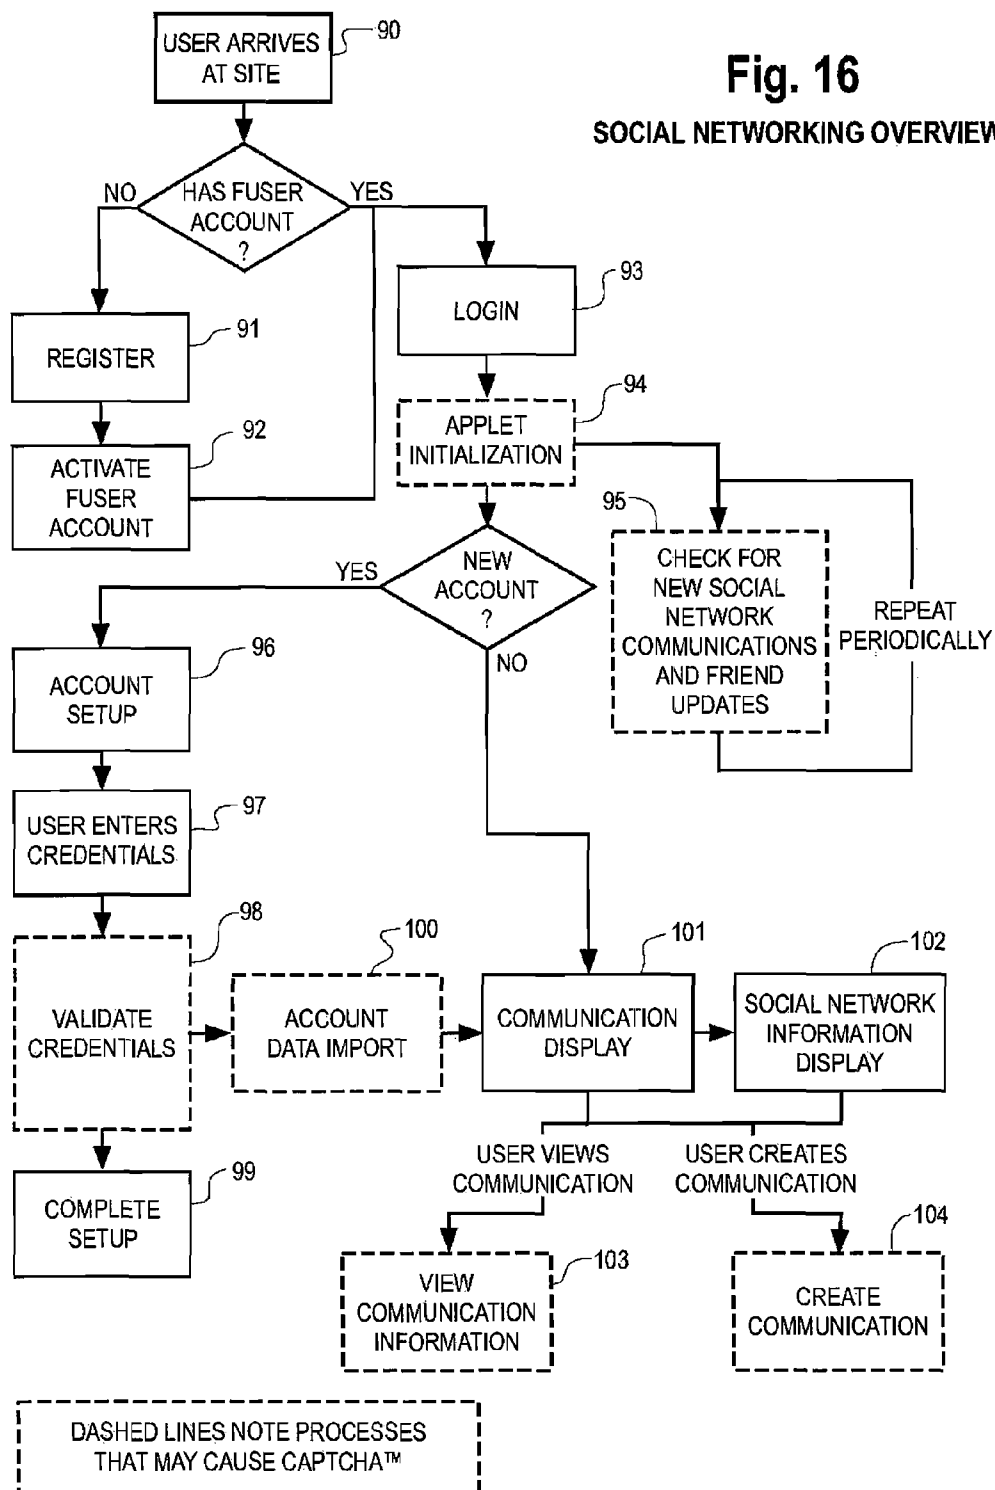 Fig. 16
SOCIAL NETWORKING OVERVIEW
USER ARRIVES
AT SITE
90
HAS FUSER
ACCOUNT
?
NO
YES
REGISTER
91
ACTIVATE
FUSER
ACCOUNT
92
LOGIN
93
APPLET
INITIALIZATION
94
CHECK FOR
NEW SOCIAL
NETWORK
COMMUNICATIONS
AND FRIEND
UPDATES
95
REPEAT
PERIODICALLY
NEW
ACCOUNT
?
YES
NO
ACCOUNT
SETUP
96
USER ENTERS
CREDENTIALS
97
VALIDATE
CREDENTIALS
98
COMPLETE
SETUP
99
ACCOUNT
DATA IMPORT
100
COMMUNICATION
DISPLAY
101
SOCIAL NETWORK
INFORMATION
DISPLAY
102
USER VIEWS
COMMUNICATION
USER CREATES
COMMUNICATION
VIEW
COMMUNICATION
INFORMATION
103
CREATE
COMMUNICATION
104
DASHED LINES NOTE PROCESSES
THAT MAY CAUSE CAPTCHA™